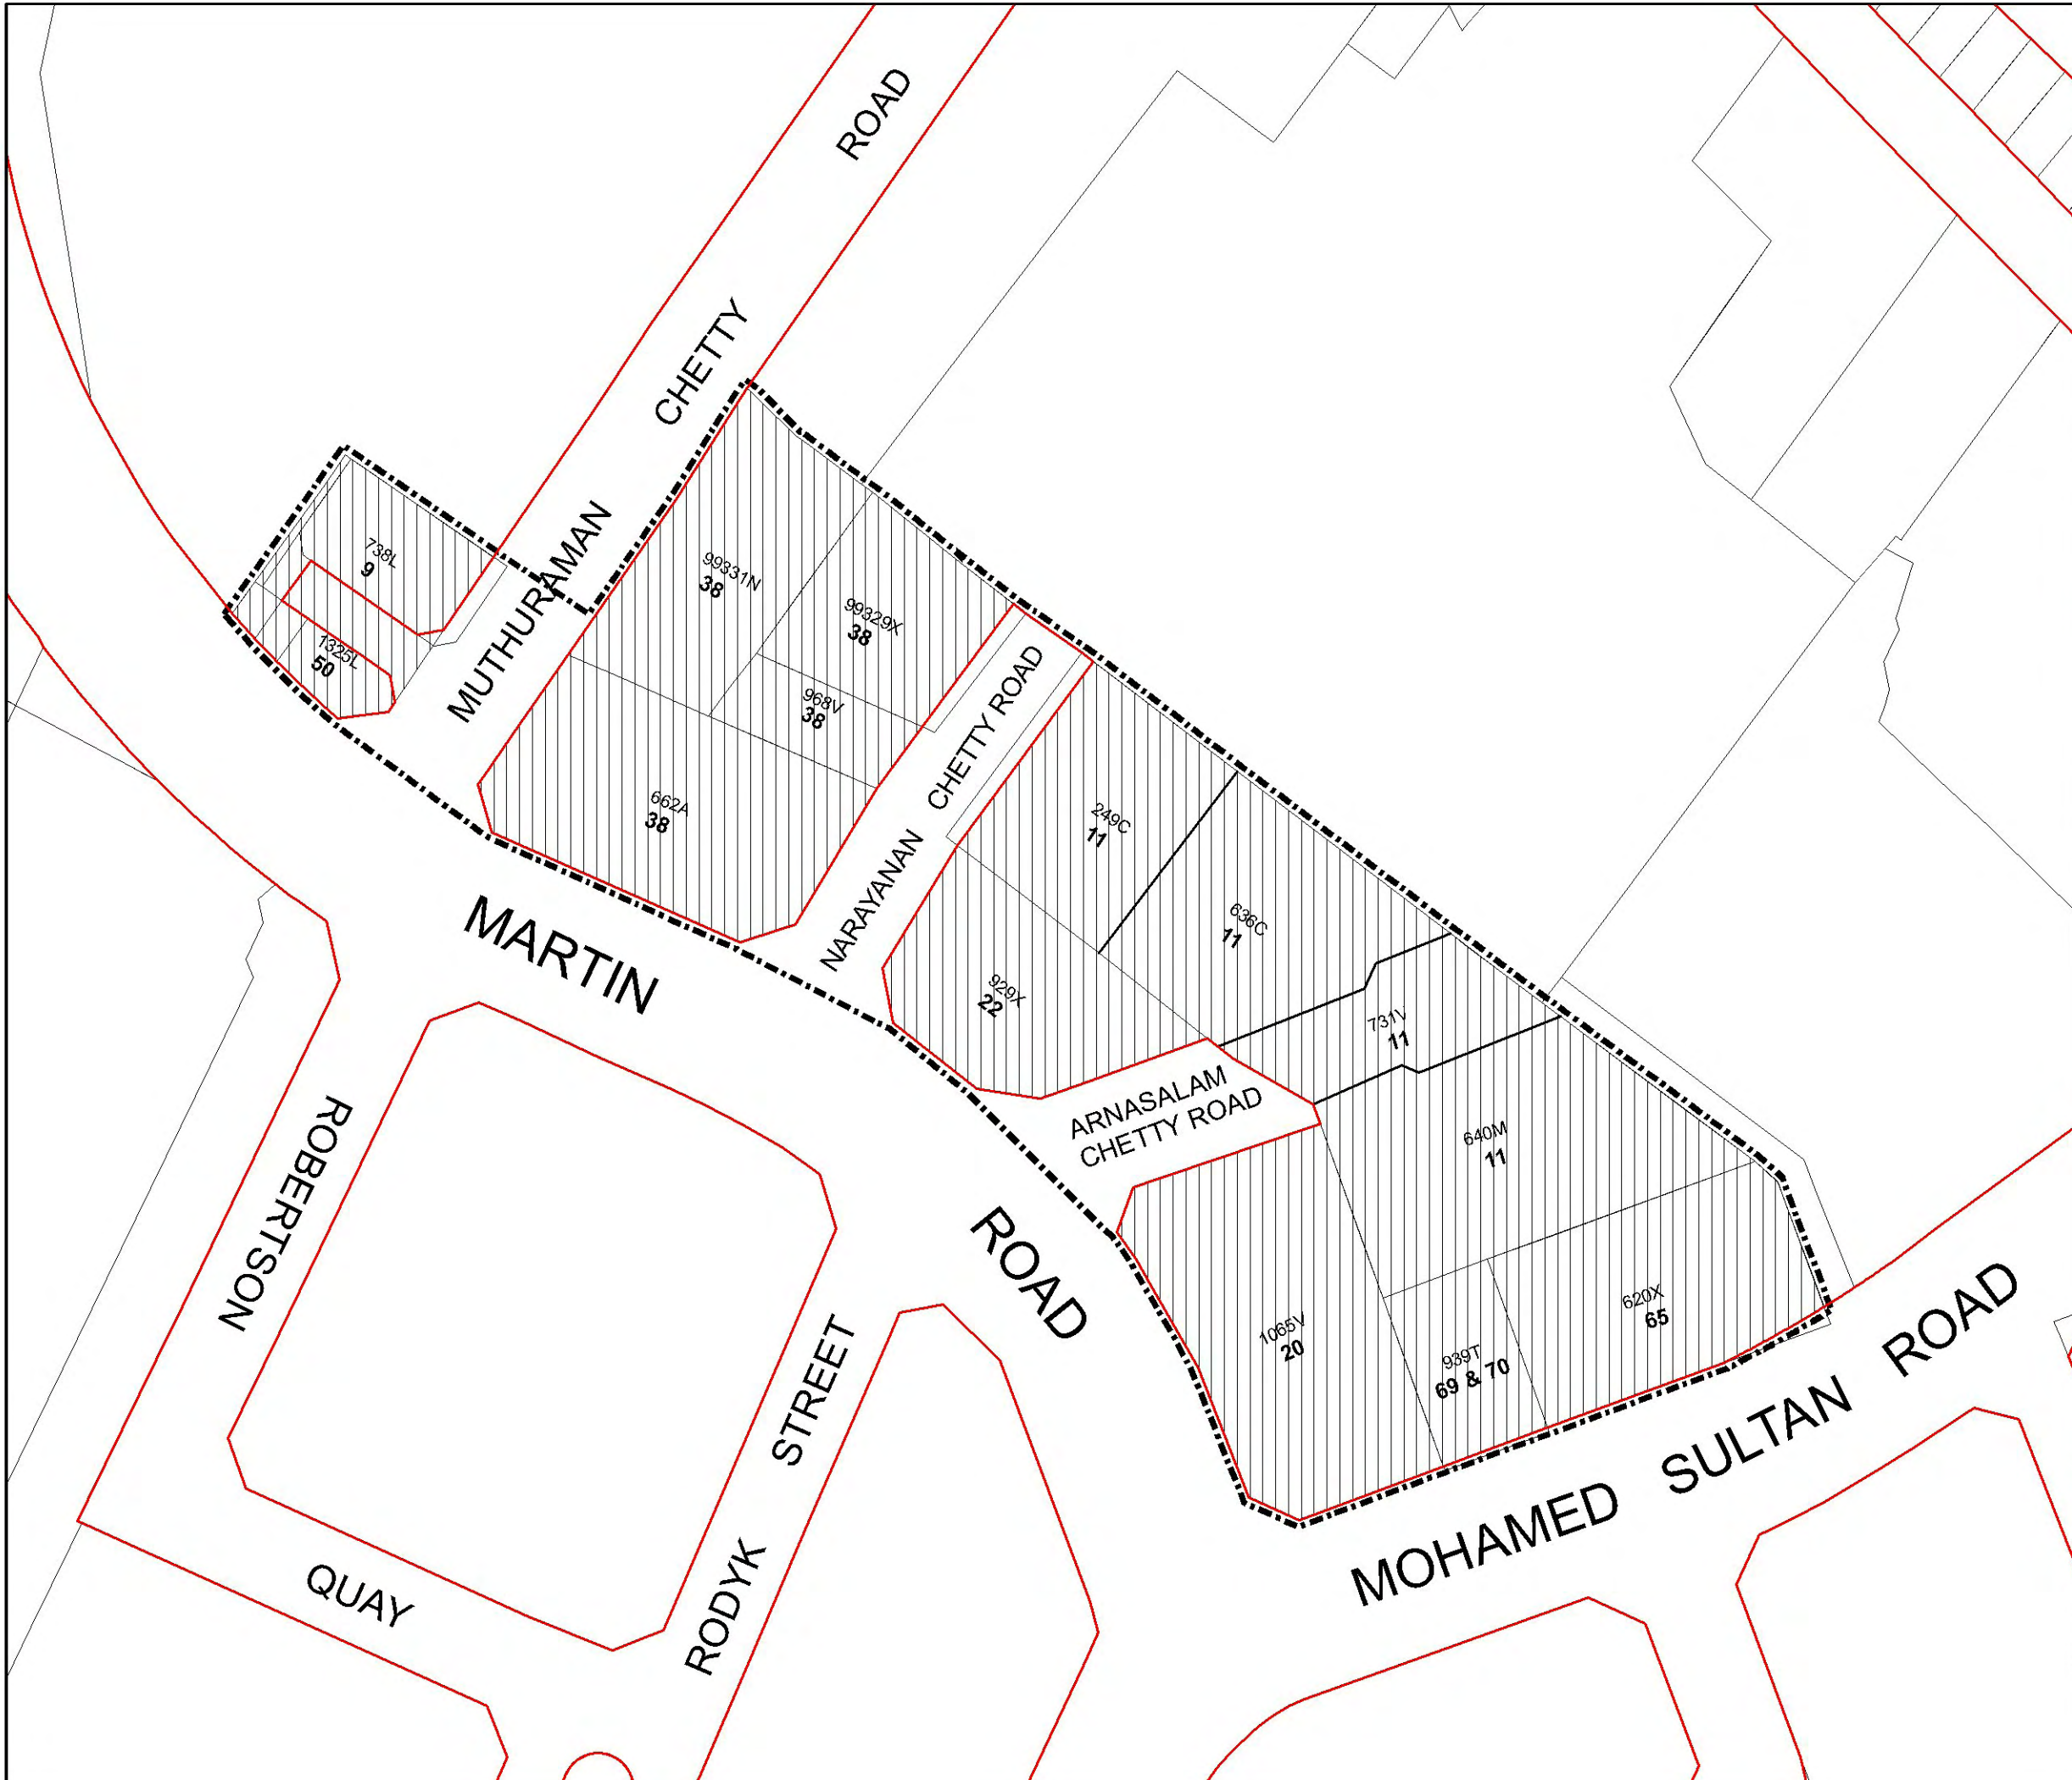 ROAD
CHETTY
MUTHURAMAN
738L
9
1325L
50
99331N
38
99329X
38
968V
38
662A
38
NARAYANAN CHETTY ROAD
249C
11
636C
11
929X
22
731V
11
ARNASALAM
CHETTY ROAD
640M
11
1065V
20
939T
69 & 70
620X
65
MARTIN
ROAD
ROBERTSON
QUAY
RODYK STREET
MOHAMED SULTAN ROAD